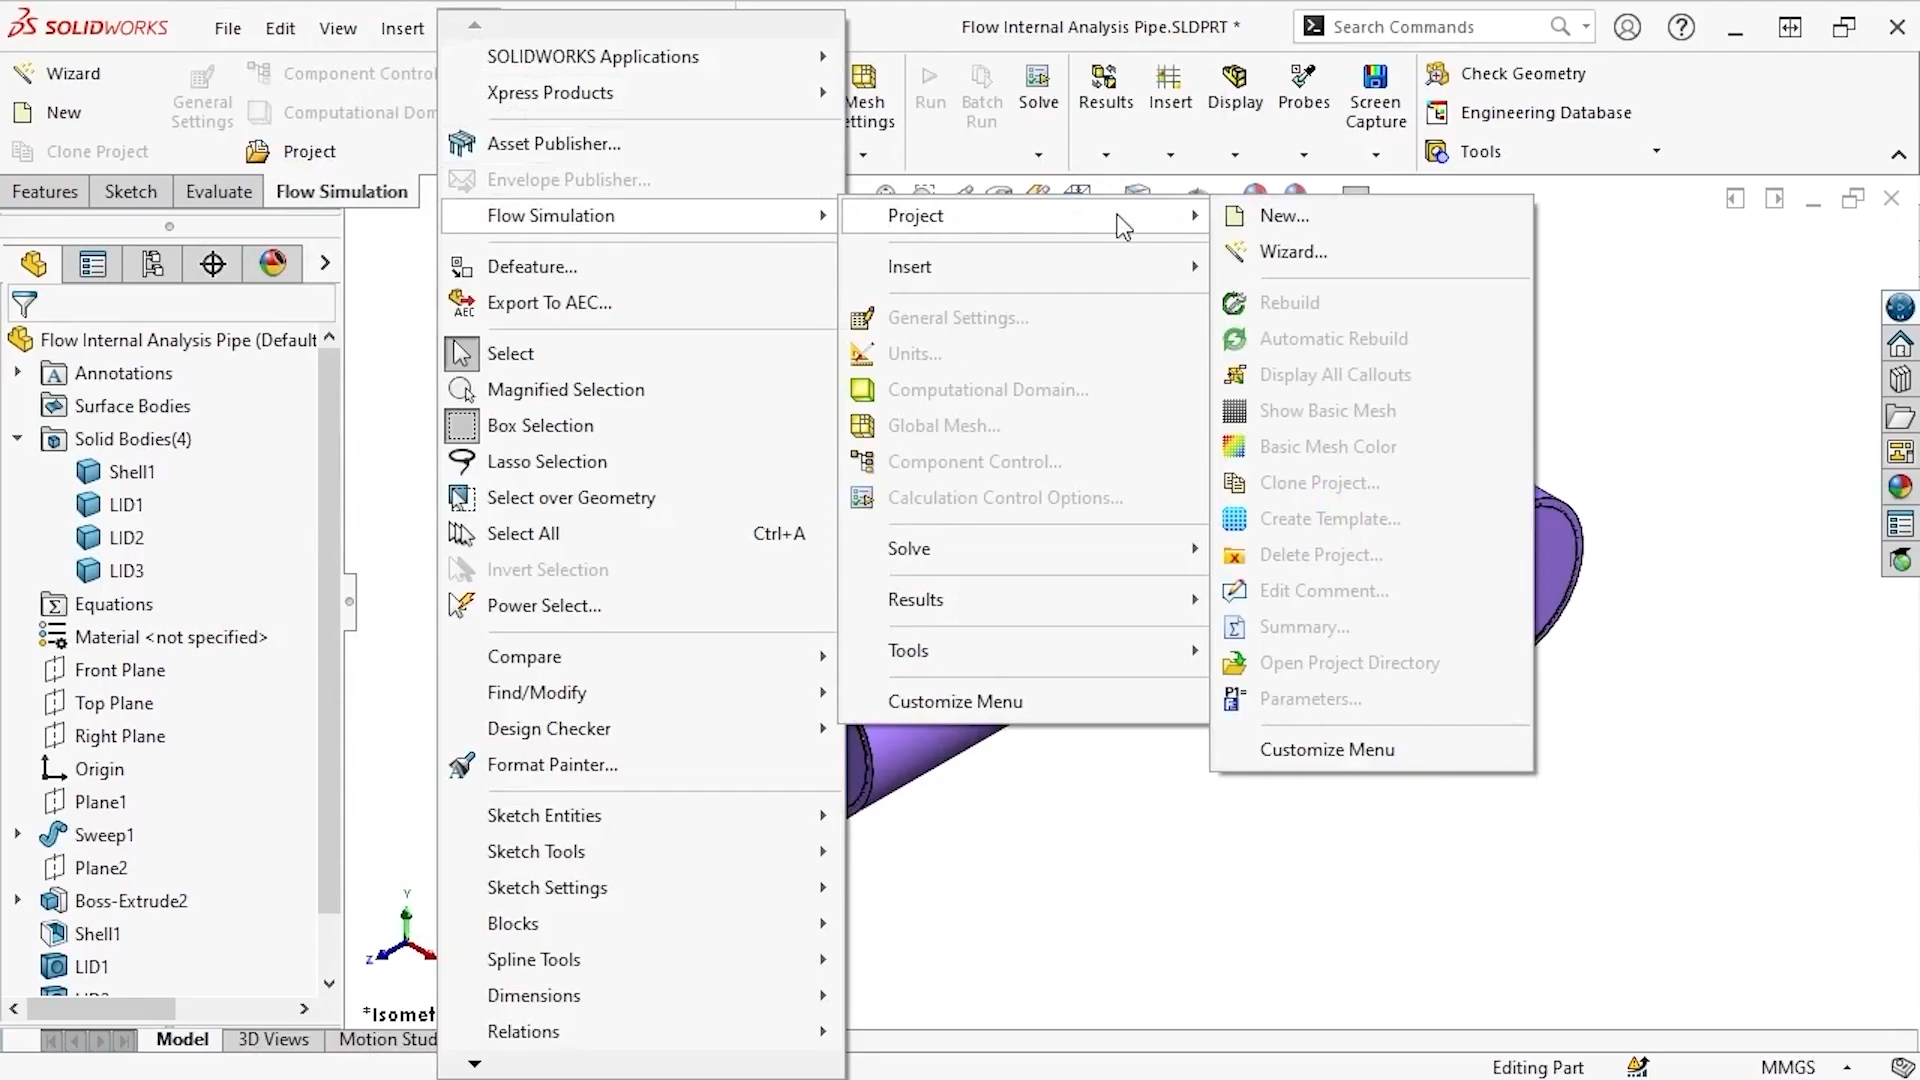 SOLIDWORKS
File
Edit
View
Insert
Flow Internal Analysis Pipe.SLDPRT *
Search Commands
Wizard
New
Clone Project
General
Settings
Component Control
Computational Dom
Project
Mesh
ettings
Run
Batch
Run
Solve
Results
Insert
Display
Probes
Screen
Capture
Check Geometry
Engineering Database
Tools
Features
Sketch
Evaluate
Flow Simulation
Flow Internal Analysis Pipe (Default
Annotations
Surface Bodies
Solid Bodies(4)
Shell1
LID1
LID2
LID3
Equations
Material <not specified>
Front Plane
Top Plane
Right Plane
Origin
Plane1
Sweep1
Plane2
Boss-Extrude2
Shell1
LID1
SOLIDWORKS Applications
Xpress Products
Asset Publisher...
Envelope Publisher...
Flow Simulation
Defeature...
Export To AEC...
AEC
Select
Magnified Selection
Box Selection
Lasso Selection
Select over Geometry
Select All Ctrl+A
Invert Selection
Power Select...
Compare
Find/Modify
Design Checker
Format Painter...
Sketch Entities
Sketch Tools
Sketch Settings
Blocks
Spline Tools
Dimensions
Relations
Project
Insert
General Settings...
Units...
Computational Domain...
Global Mesh...
Component Control...
Calculation Control Options...
Solve
Results
Tools
Customize Menu
New...
Wizard...
Rebuild
Automatic Rebuild
Display All Callouts
Show Basic Mesh
Basic Mesh Color
Clone Project...
Create Template...
Delete Project...
Edit Comment...
Summary...
Open Project Directory
P1=
Parameters...
Customize Menu
Y
Z
*Isomet
Model
3D Views
Motion Stud
Editing Part
MMGS